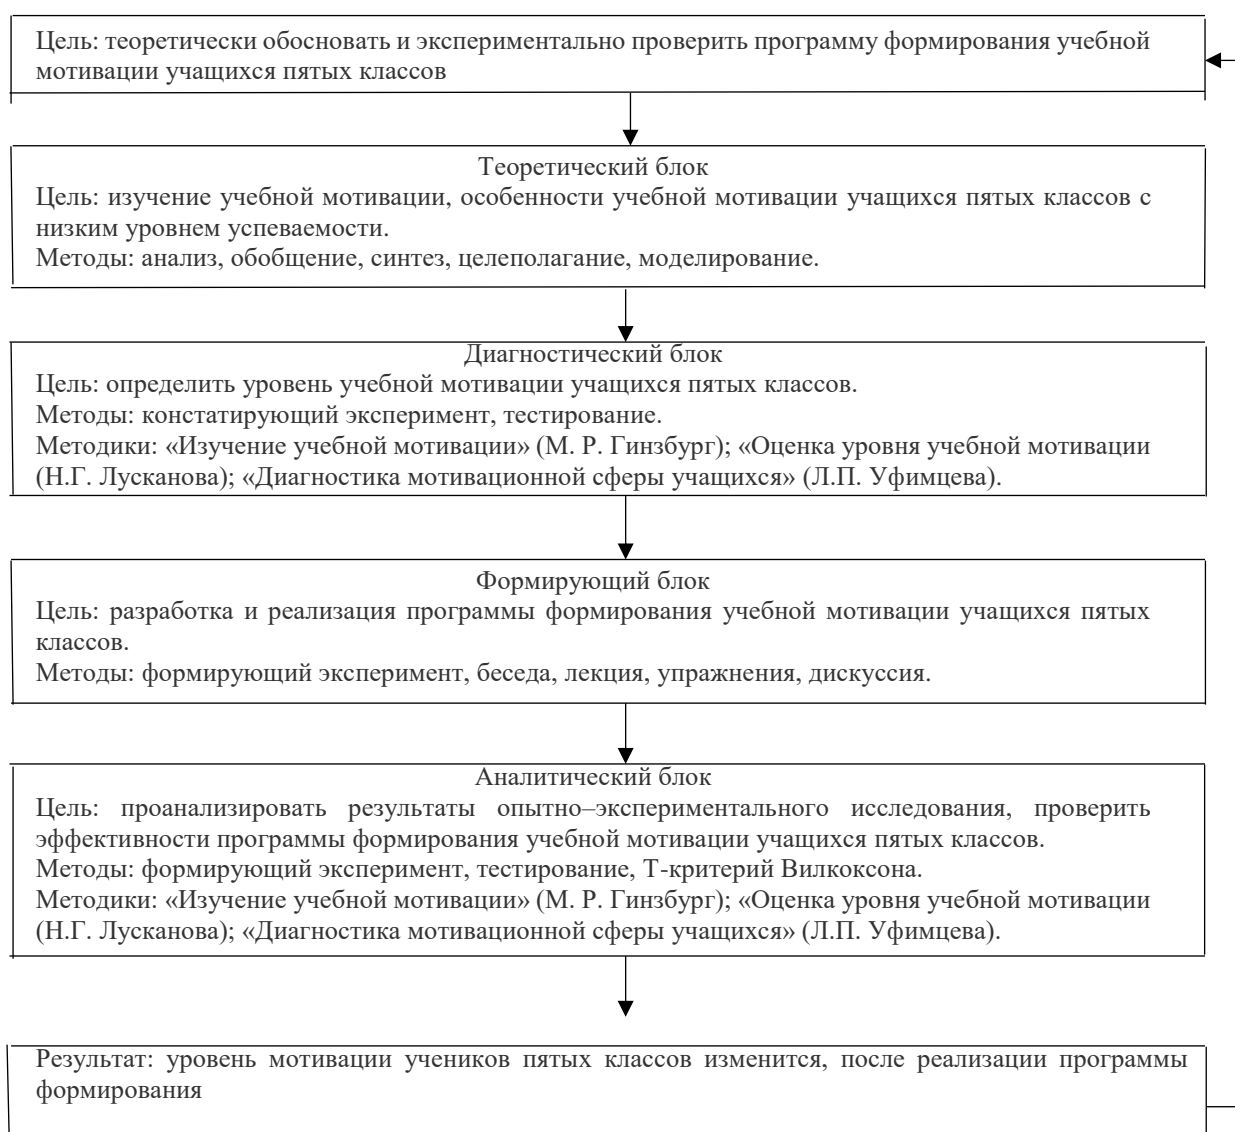 Цель: теоретически обосновать и экспериментально проверить программу формирования учебной
мотивации учащихся пятых классов
Теоретический блок
Цель: изучение учебной мотивации, особенности учебной мотивации учащихся пятых классов с
низким уровнем успеваемости.
Методы: анализ, обобщение, синтез, целеполагание, моделирование.
Диагностический блок
Цель: определить уровень учебной мотивации учащихся пятых классов.
Методы: констатирующий эксперимент, тестирование.
Методики: «Изучение учебной мотивации» (М. Р. Гинзбург); «Оценка уровня учебной мотивации
(Н.Г. Лусканова); «Диагностика мотивационной сферы учащихся» (Л.П. Уфимцева).
Формирующий блок
Цель: разработка и реализация программы формирования учебной мотивации учащихся пятых
классов.
Методы: формирующий эксперимент, беседа, лекция, упражнения, дискуссия.
Аналитический блок
Цель: проанализировать результаты опытно–экспериментального исследования, проверить
эффективности программы формирования учебной мотивации учащихся пятых классов.
Методы: формирующий эксперимент, тестирование, Т-критерий Вилкоксона.
Методики: «Изучение учебной мотивации» (М. Р. Гинзбург); «Оценка уровня учебной мотивации
(Н.Г. Лусканова); «Диагностика мотивационной сферы учащихся» (Л.П. Уфимцева).
Результат: уровень мотивации учеников пятых классов изменится, после реализации программы
формирования